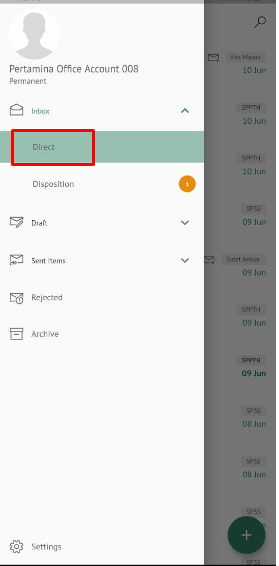 Pertamina Office Account 008
Permanent
Inbox
Direct
Disposition
1
Draft
Sent Items
Rejected
Archive
Settings
10 Jun
SPPTH
10 Jun
SPPTH
10 Jun
SPSS
09 Jun
Surat Keluar
09 Jun
SPPTH
09 Jun
SPPTH
09 Jun
SPSS
08 Jun
SPSS
08 Jun
SPSS
08 Jun
SPSS